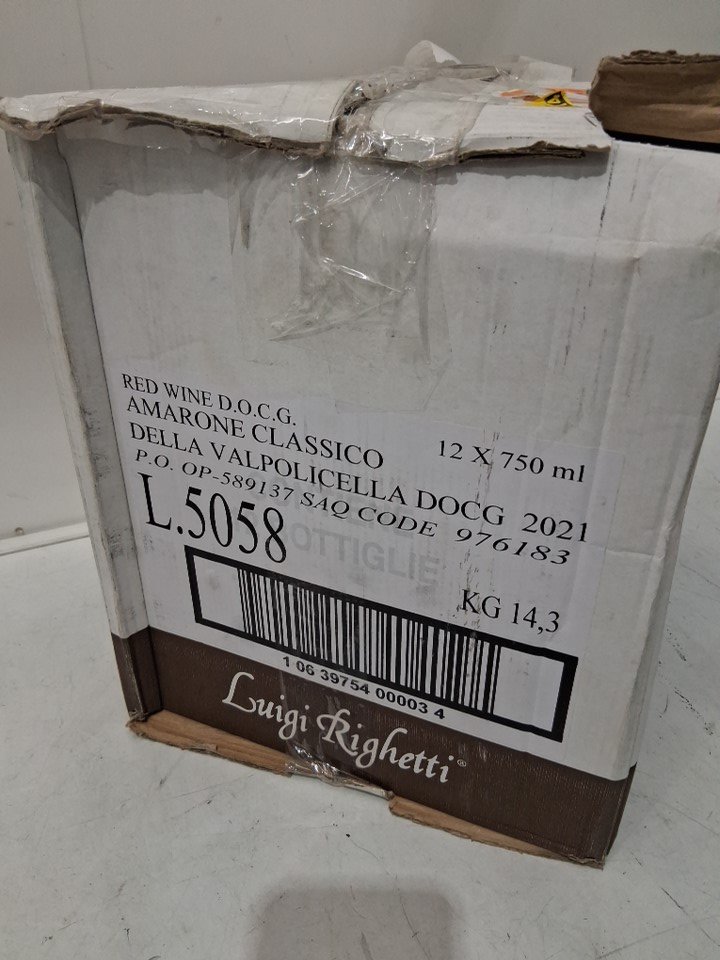 RED WINE D.O.C.G.
AMARONE CLASSICO 12 X 750 ml
DELLA VALPOLICELLA DOCG 2021
P.O. OP-589137 SAQ CODE 976183
L.5058
OTTIGLIE
KG 14,3
1 06 39754 00003 4
Luigi Righetti®